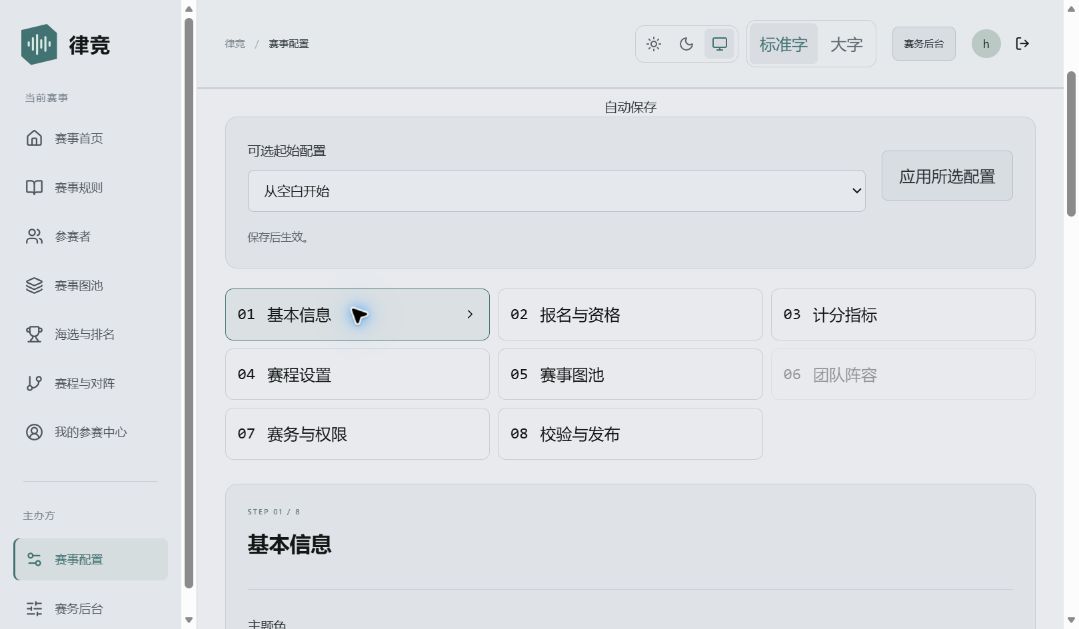 律竞
当前赛事
赛事首页
赛事规则
参赛者
赛事图池
海选与排名
赛程与对阵
我的参赛中心
主办方
赛事配置
赛务后台
律竞 / 赛事配置
标准字 大字 赛务后台 h
自动保存
可选起始配置
从空白开始
应用所选配置
保存后生效。
01 基本信息
02 报名与资格
03 计分指标
04 赛程设置
05 赛事图池
06 团队阵容
07 赛务与权限
08 校验与发布
STEP 01 / 8
基本信息
主题色